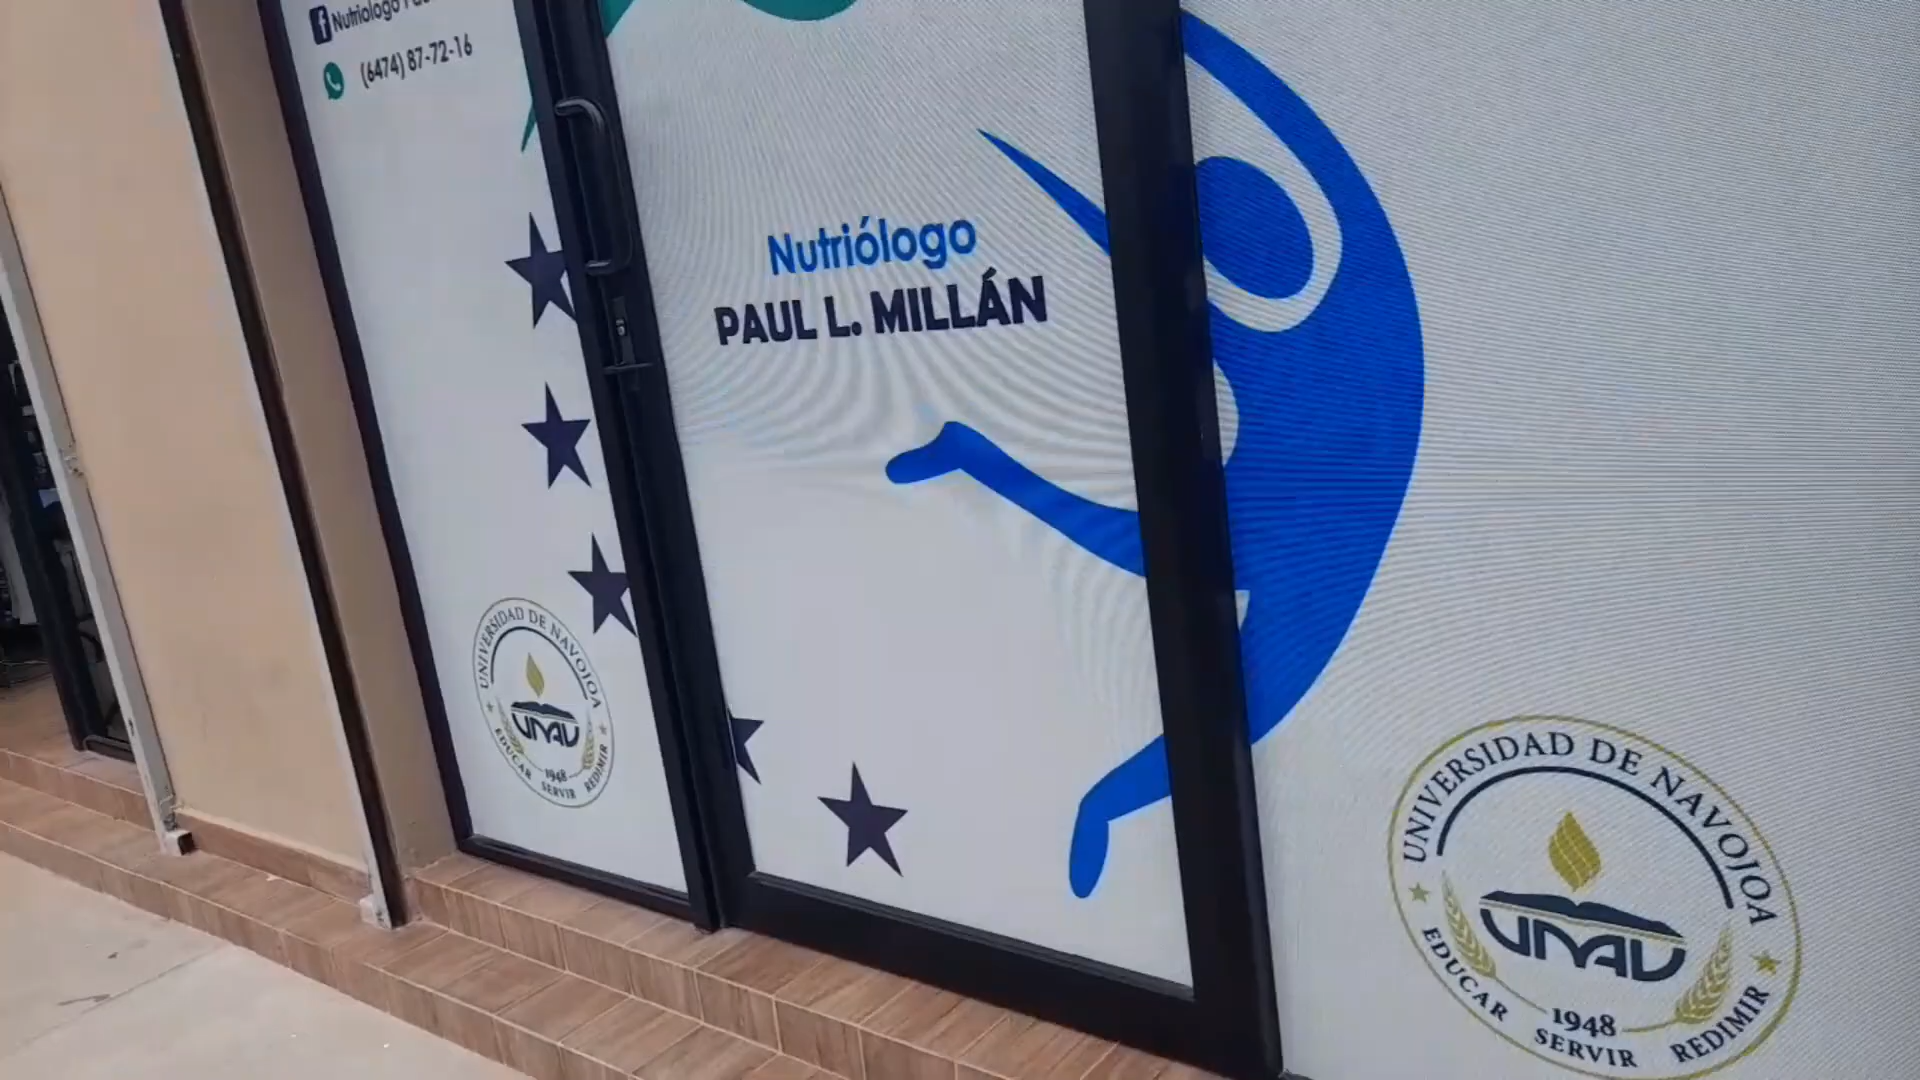 Nutriólogo
(6474) 87-72-16
Nutriólogo
PAUL L. MILLÁN
UNIVERSIDAD DE NAVOJOA
UNAV
1948
EDUCAR SERVIR REDIMIR
UNIVERSIDAD DE NAVOJOA
UNAV
1948
EDUCAR SERVIR REDIMIR